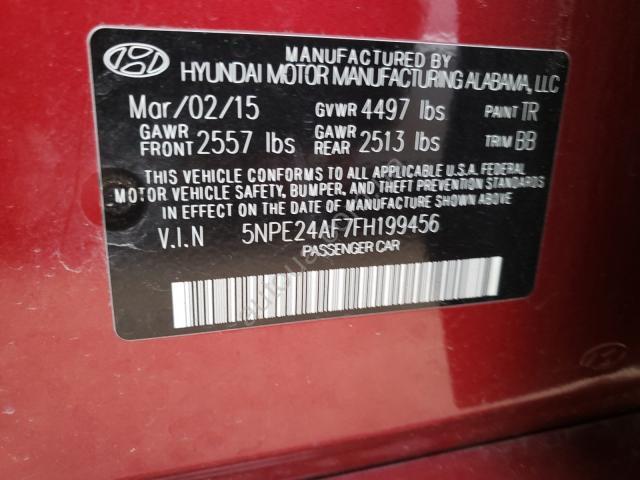 MANUFACTURED BY
HYUNDAI MOTOR MANUFACTURING ALABAMA, LLC
Mar/02/15 GVWR 4497 lbs PAINT TR
GAWR FRONT 2557 lbs GAWR REAR 2513 lbs TRIM BB
THIS VEHICLE CONFORMS TO ALL APPLICABLE U.S.A. FEDERAL
MOTOR VEHICLE SAFETY, BUMPER, AND THEFT PREVENTION STANDARDS
IN EFFECT ON THE DATE OF MANUFACTURE SHOWN ABOVE
V.I.N 5NPE24AF7FH199456
PASSENGER CAR